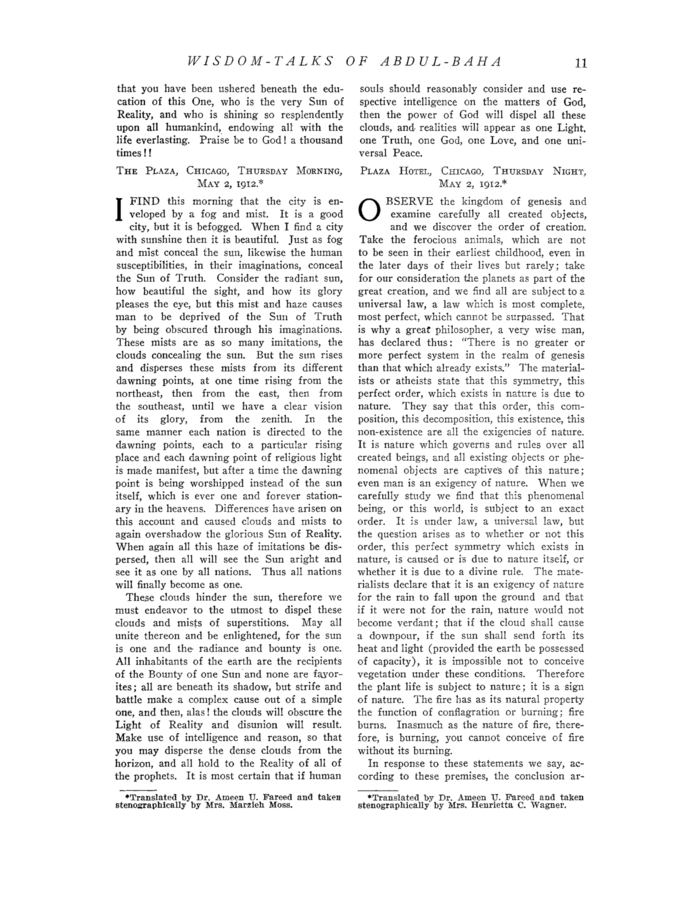 WISDOM-TALKS OF ABDUL-BAHA 11
that you have been ushered beneath the edu-
cation of this One, who is the very Sun of
Reality, and who is shining so resplendently
upon all humankind, endowing all with the
life everlasting. Praise be to God! a thousand
times!!
THE PLAZA, CHICAGO, THURSDAY MORNING,
MAY 2, 1912.*
I FIND this morning that the city is en-
veloped by a fog and mist. It is a good
city, but it is befogged. When I find a city
with sunshine then it is beautiful. Just as fog
and mist conceal the sun, likewise the human
susceptibilities, in their imaginations, conceal
the Sun of Truth. Consider the radiant sun,
how beautiful the sight, and how its glory
pleases the eye, but this mist and haze causes
man to be deprived of the Sun of Truth
by being obscured through his imaginations.
These mists are as so many imitations, the
clouds concealing the sun. But the sun rises
and disperses these mists from its different
dawning points, at one time rising from the
northeast, then from the east, then from
the southeast, until we have a clear vision
of its glory, from the zenith. In the
same manner each nation is directed to the
dawning points, each to a particular rising
place and each dawning point of religious light
is made manifest, but after a time the dawning
point is being worshipped instead of the sun
itself, which is ever one and forever station-
ary in the heavens. Differences have arisen on
this account and caused clouds and mists to
again overshadow the glorious Sun of Reality.
When again all this haze of imitations be dis-
persed, then all will see the Sun aright and
see it as one by all nations. Thus all nations
will finally become as one.
These clouds hinder the sun, therefore we
must endeavor to the utmost to dispel these
clouds and mists of superstitions. May all
unite thereon and be enlightened, for the sun
is one and the radiance and bounty is one.
All inhabitants of the earth are the recipients
of the Bounty of one Sun and none are favor-
ites; all are beneath its shadow, but strife and
battle make a complex cause out of a simple
one, and then, alas! the clouds will obscure the
Light of Reality and disunion will result.
Make use of intelligence and reason, so that
you may disperse the dense clouds from the
horizon, and all hold to the Reality of all of
the prophets. It is most certain that if human
*Translated by Dr. Ameen U. Fareed and taken
stenographically by Mrs. Marzieh Moss.
souls should reasonably consider and use re-
spective intelligence on the matters of God,
then the power of God will dispel all these
clouds, and realities will appear as one Light,
one Truth, one God, one Love, and one uni-
versal Peace.
PLAZA HOTEL, CHICAGO, THURSDAY NIGHT,
MAY 2, 1912.*
OBSERVE the kingdom of genesis and
examine carefully all created objects,
and we discover the order of creation.
Take the ferocious animals, which are not
to be seen in their earliest childhood, even in
the later days of their lives but rarely; take
for our consideration the planets as part of the
great creation, and we find all are subject to a
universal law, a law which is most complete,
most perfect, which cannot be surpassed. That
is why a great philosopher, a very wise man,
has declared thus: "There is no greater or
more perfect system in the realm of genesis
than that which already exists." The material-
ists or atheists state that this symmetry, this
perfect order, which exists in nature is due to
nature. They say that this order, this com-
position, this decomposition, this existence, this
non-existence are all the exigencies of nature.
It is nature which governs and rules over all
created beings, and all existing objects or phe-
nomenal objects are captives of this nature;
even man is an exigency of nature. When we
carefully study we find that this phenomenal
being, or this world, is subject to an exact
order. It is under law, a universal law, but
the question arises as to whether or not this
order, this perfect symmetry which exists in
nature, is caused or is due to nature itself, or
whether it is due to a divine rule. The mate-
rialists declare that it is an exigency of nature
for the rain to fall upon the ground and that
if it were not for the rain, nature would not
become verdant; that if the cloud shall cause
a downpour, if the sun shall send forth its
heat and light (provided the earth be possessed
of capacity), it is impossible not to conceive
vegetation under these conditions. Therefore
the plant life is subject to nature; it is a sign
of nature. The fire has as its natural property
the function of conflagration or burning; fire
burns. Inasmuch as the nature of fire, there-
fore, is burning, you cannot conceive of fire
without its burning.
In response to these statements we say, ac-
cording to these premises, the conclusion ar-
*Translated by Dr. Ameen U. Fareed and taken
stenographically by Mrs. Henrietta C. Wagner.